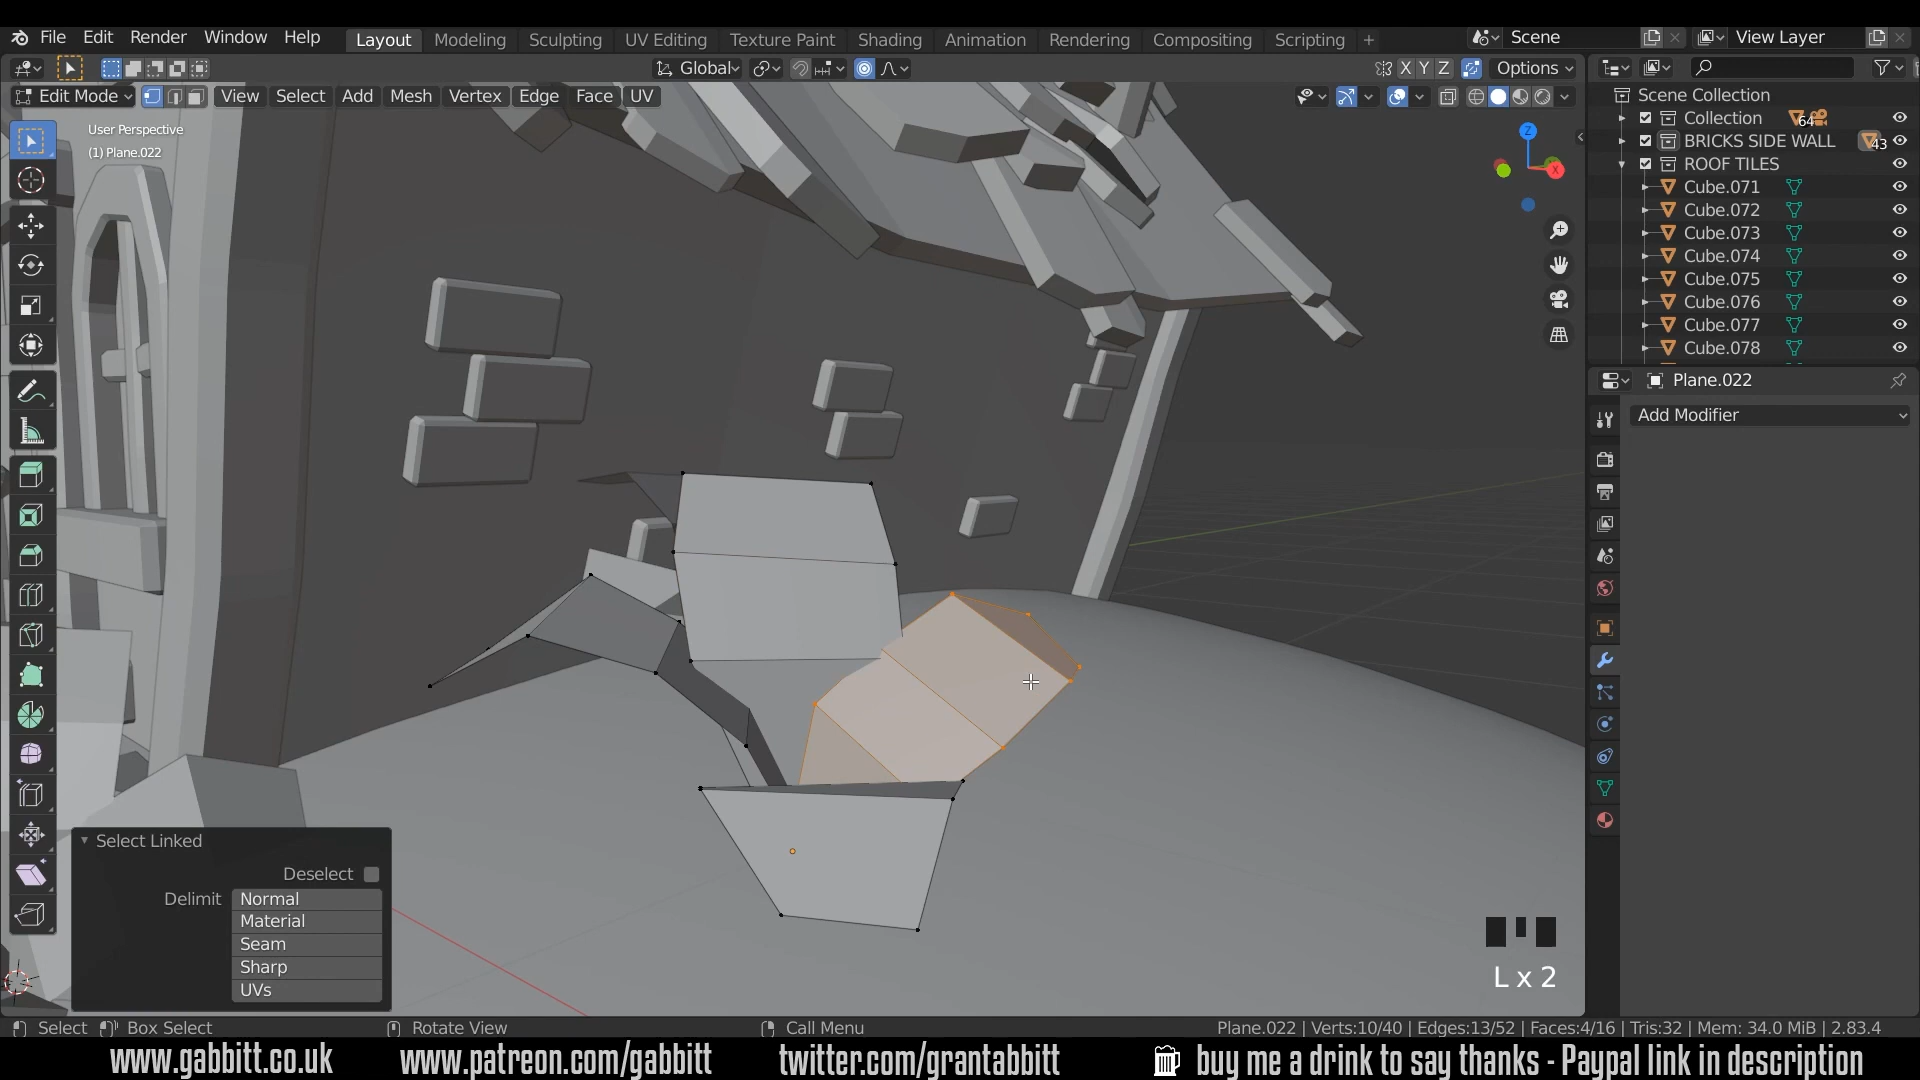 File Edit Render Window Help Layout Modeling Sculpting UV Editing Texture Paint Shading Animation Rendering Compositing Scripting + Scene View Layer
Global X Y Z Options
Edit Mode View Select Add Mesh Vertex Edge Face UV
Scene Collection
Collection 64
BRICKS SIDE WALL 43
ROOF TILES
Cube.071
Cube.072
Cube.073
Cube.074
Cube.075
Cube.076
Cube.077
Cube.078
User Perspective
(1) Plane.022
Z
X
Plane.022
Add Modifier
Select Linked
Deselect
Delimit Normal
Material
Seam
Sharp
UVs
L x 2
Select Box Select Rotate View Call Menu Plane.022 | Verts:10/40 | Edges:13/52 | Faces:4/16 | Tris:32 | Mem: 34.0 MiB | 2.83.4
www.gabbitt.co.uk www.patreon.com/gabbitt twitter.com/grantabbitt buy me a drink to say thanks - Paypal link in description